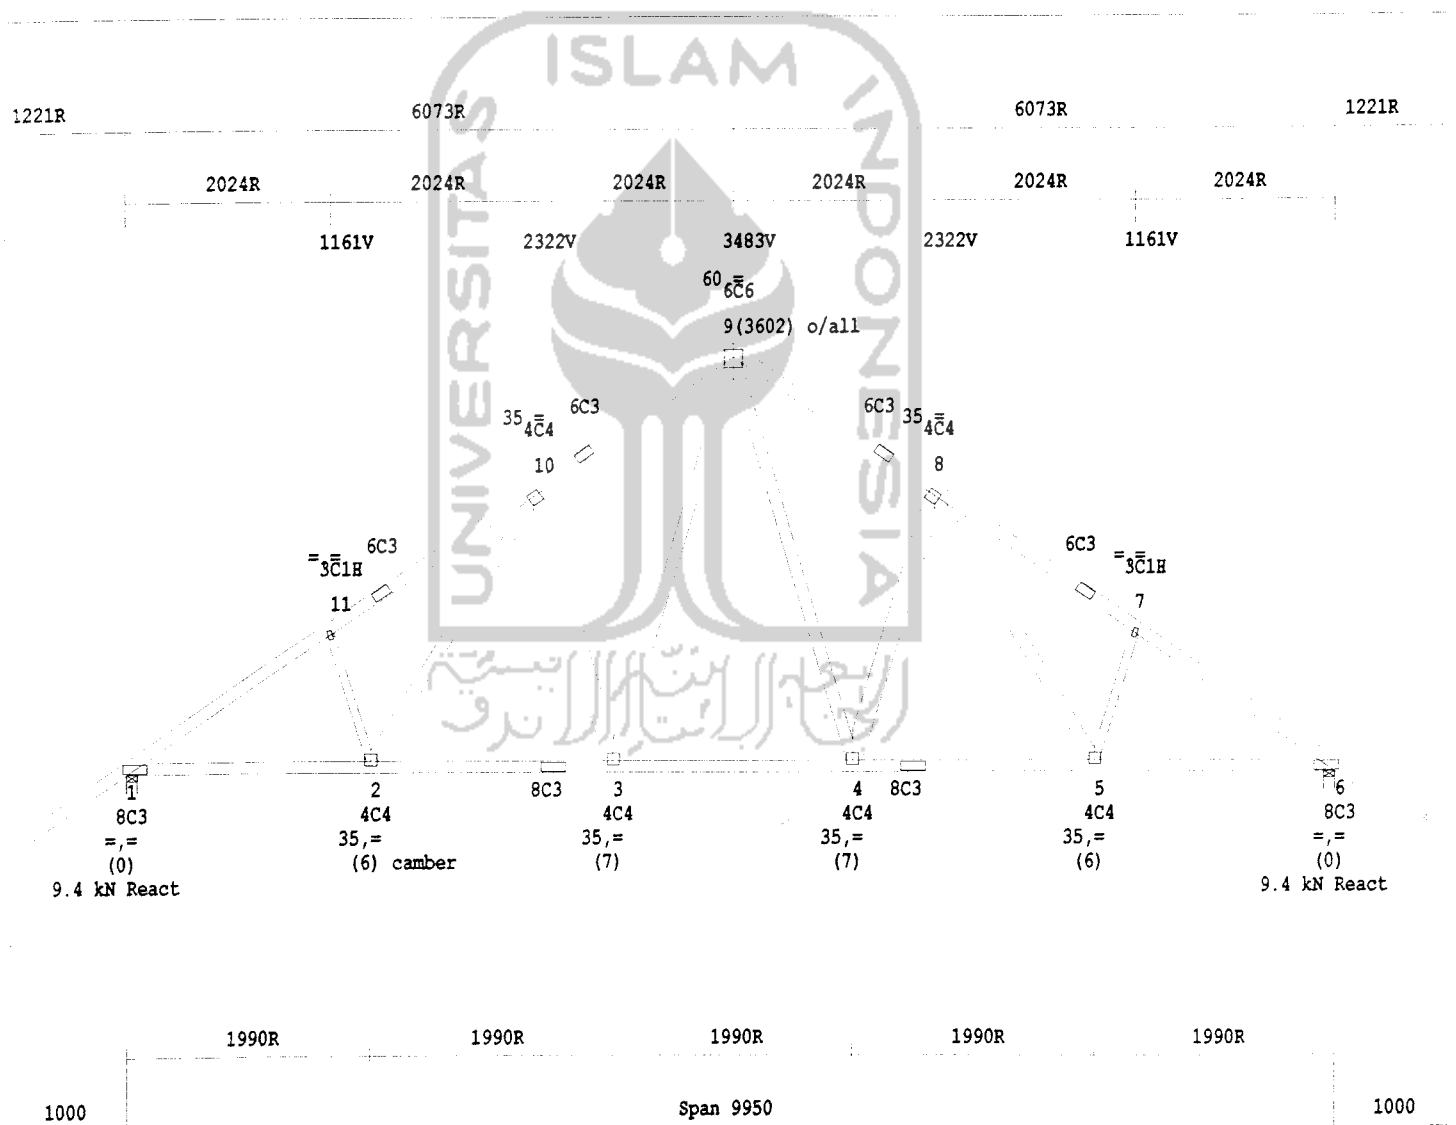 ISLAM
UNIVERSITAS
INDONESIA
1221R 6073R 6073R 1221R
2024R 2024R 2024R 2024R 2024R 2024R
1161V 2322V 3483V 2322V 1161V
60,=
6C6
9(3602) o/all
35,= 6C3 6C3 35,=
4C4 4C4
10 8
=,= 6C3 6C3 =,=
3C1H 3C1H
11 7
1 2 8C3 3 4 8C3 5 6
8C3 4C4 4C4 4C4 4C4 8C3
=,= 35,= 35,= 35,= 35,= =,=
(0) (6) camber (7) (7) (6) (0)
9.4 kN React 9.4 kN React
1990R 1990R 1990R 1990R 1990R
1000 Span 9950 1000